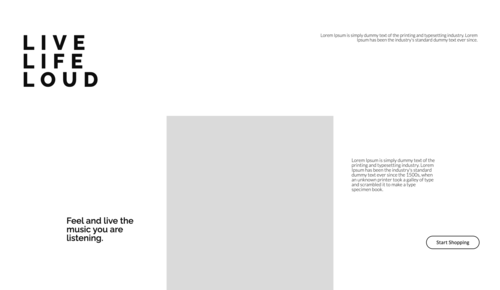 LIVE
LIFE
LOUD
Lorem Ipsum is simply dummy text of the printing and typesetting industry. Lorem
Ipsum has been the industry's standard dummy text ever since.
Lorem Ipsum is simply dummy text of the
printing and typesetting industry. Lorem
Ipsum has been the industry's standard
dummy text ever since the 1500s, when
an unknown printer took a galley of type
and scrambled it to make a type
specimen book.
Feel and live the
music you are
listening.
Start Shopping